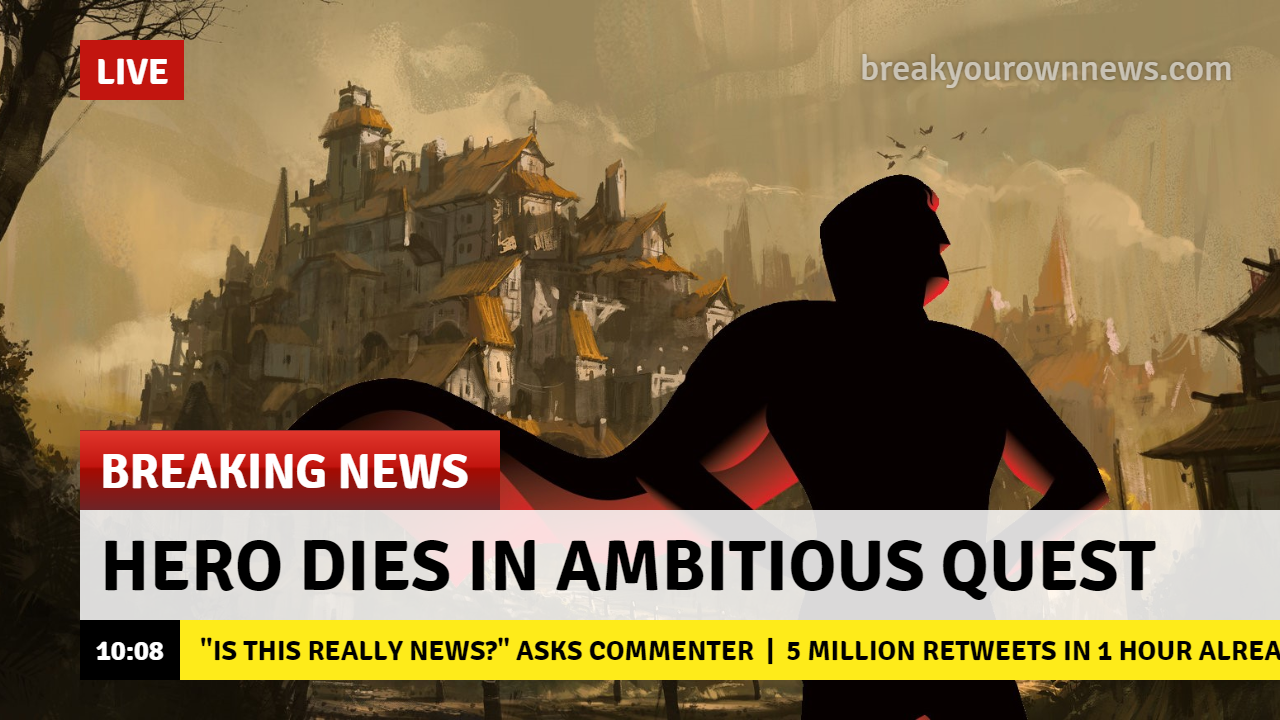 LIVE
breakyourownnews.com
BREAKING NEWS
HERO DIES IN AMBITIOUS QUEST
10:08
"IS THIS REALLY NEWS?" ASKS COMMENTER | 5 MILLION RETWEETS IN 1 HOUR ALREA